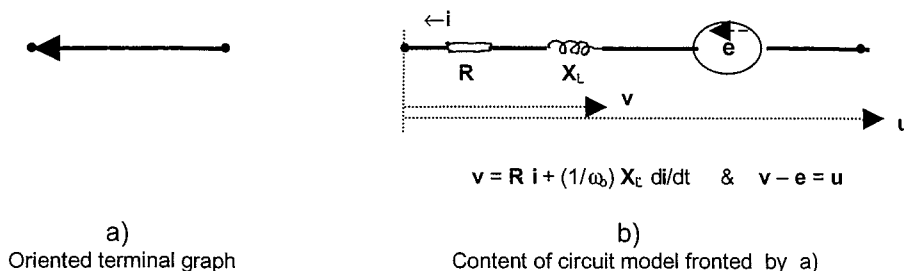 ←i
e
R
X_L
v
u
v = R i + (1/ω₀) X_L di/dt & v – e = u
a)
Oriented terminal graph
b)
Content of circuit model fronted by a)